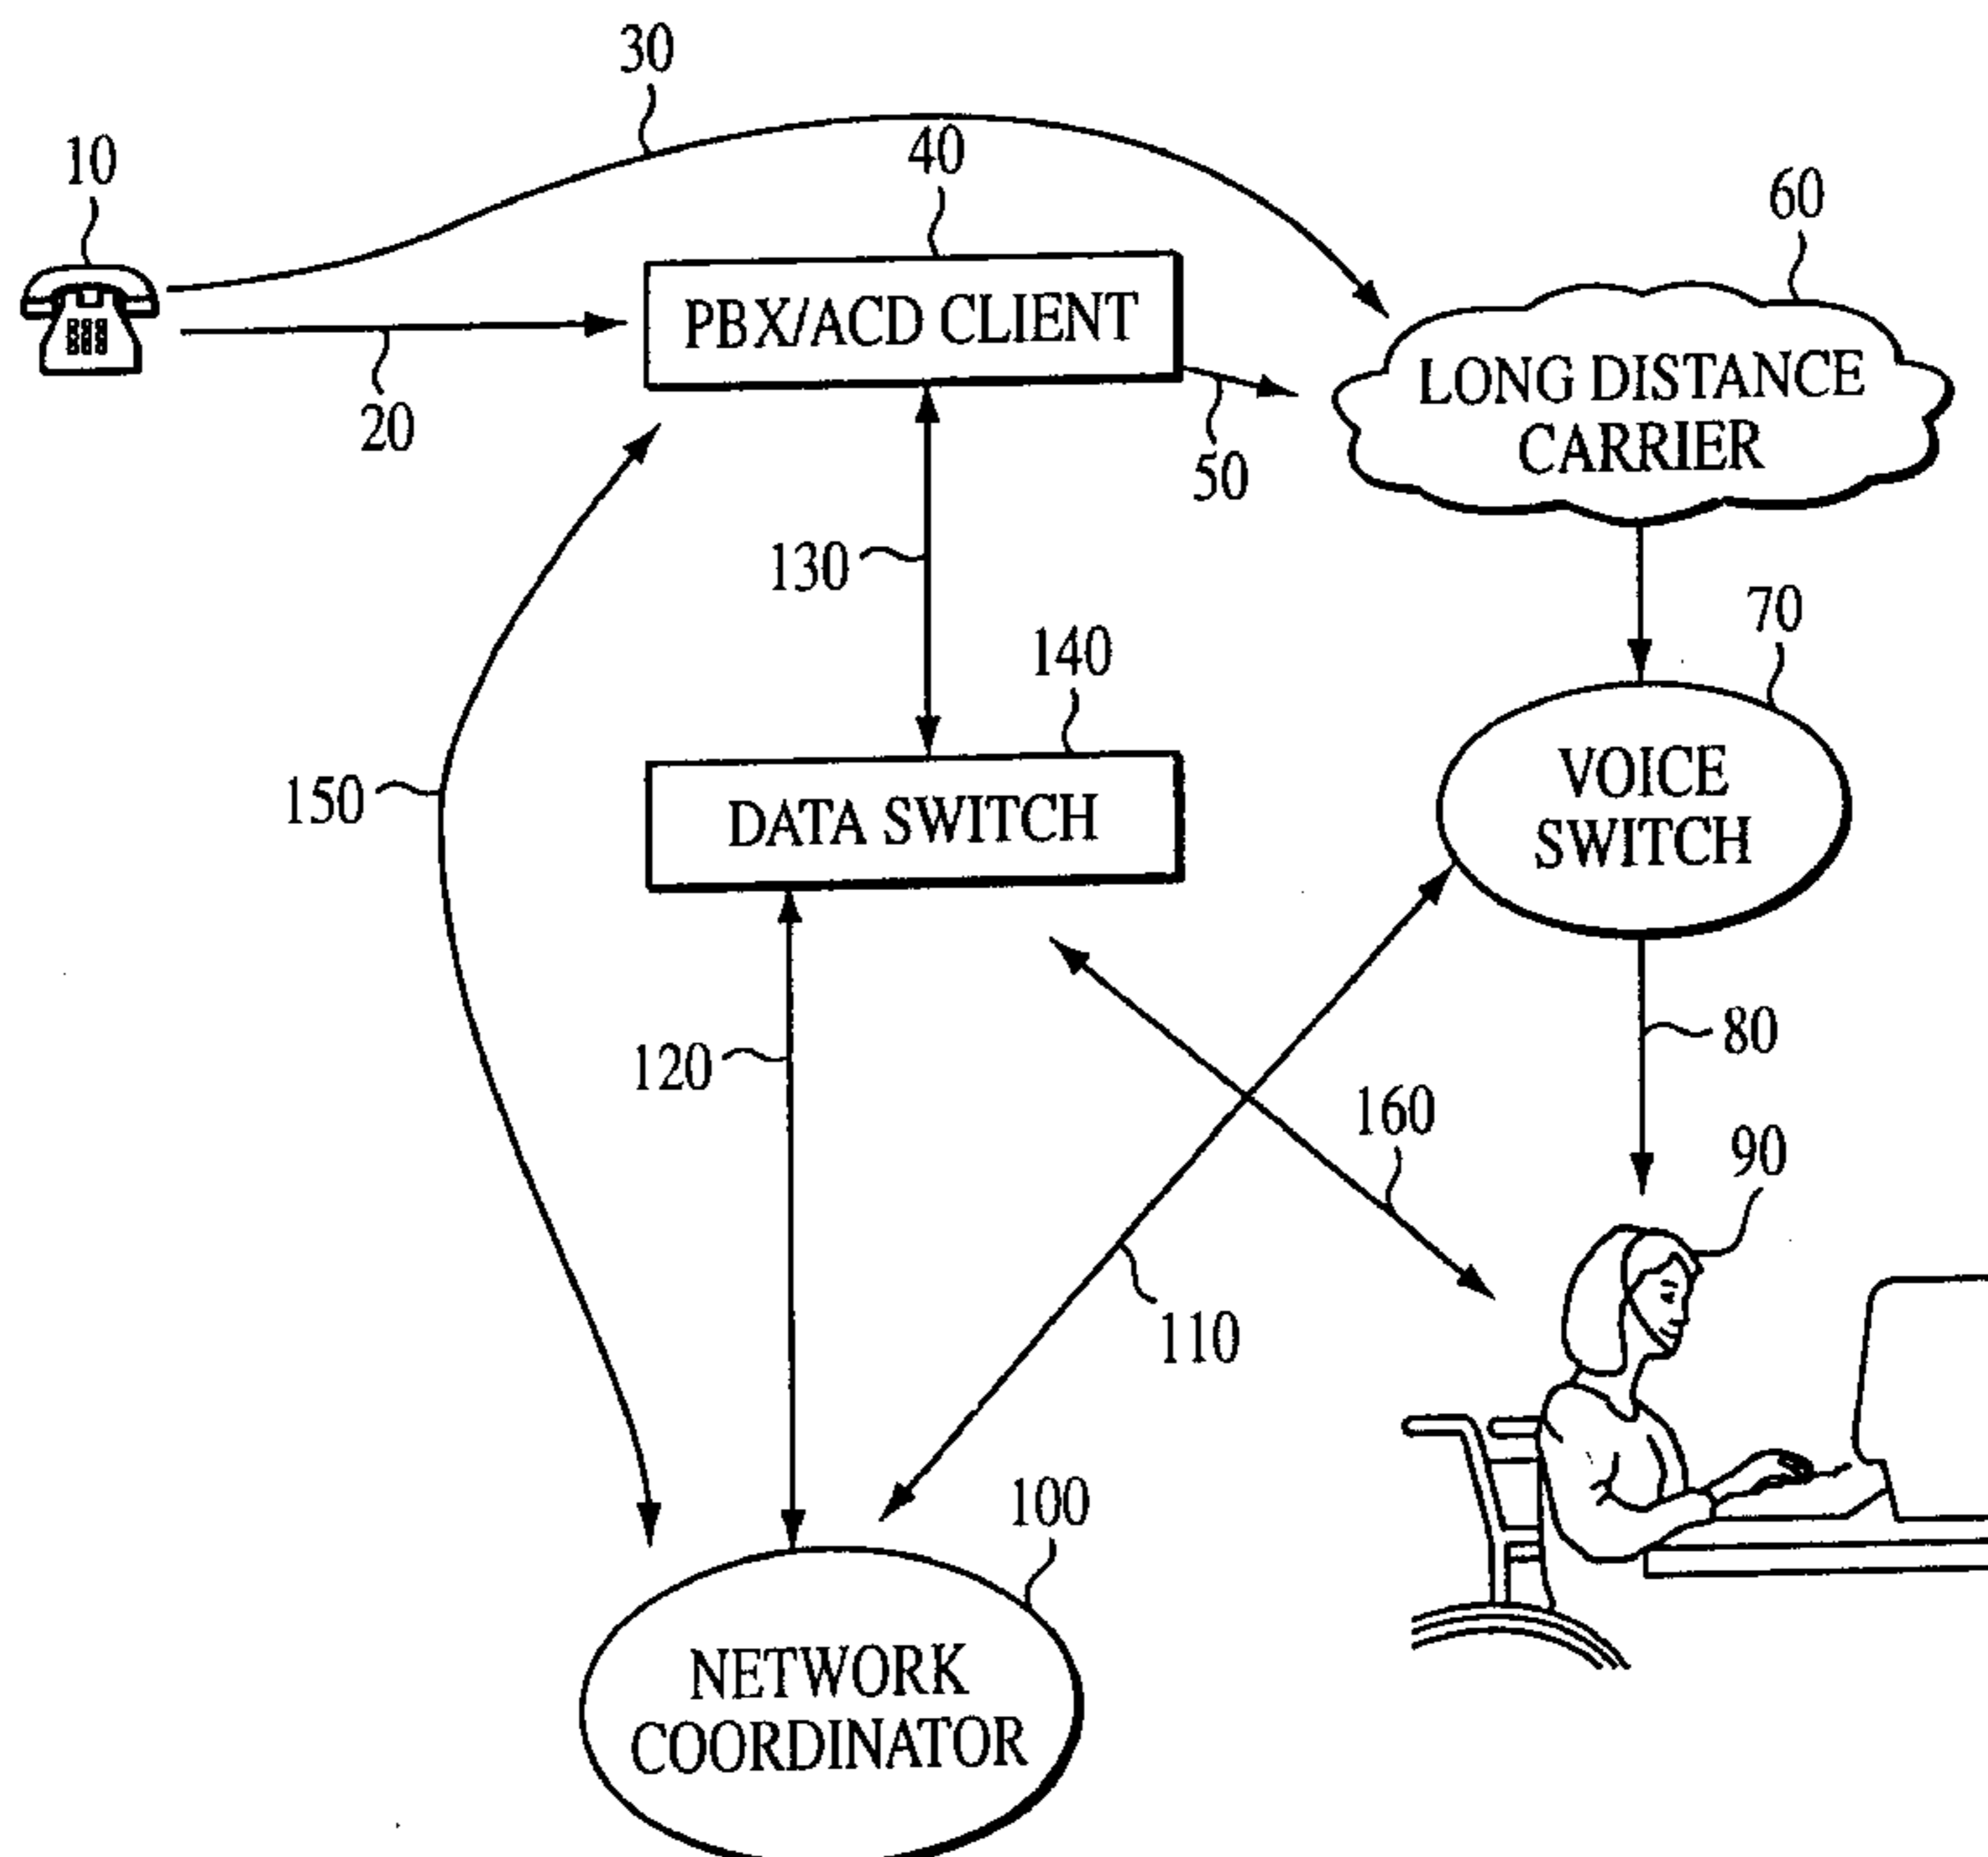 30
40
10
60
PBX/ACD CLIENT
LONG DISTANCE
CARRIER
20
50
130
70
140
150
VOICE
SWITCH
DATA SWITCH
80
120
160
90
110
100
NETWORK
COORDINATOR